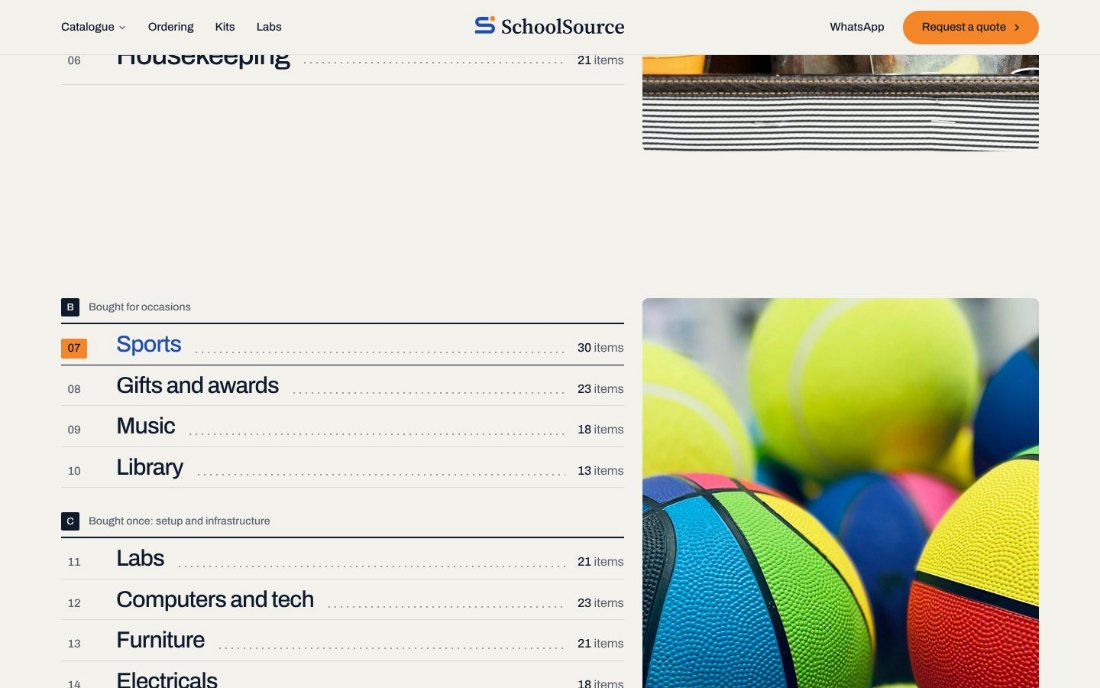 Catalogue Ordering Kits Labs SchoolSource WhatsApp Request a quote
06 Housekeeping 21 items
B Bought for occasions
07 Sports 30 items
08 Gifts and awards 23 items
09 Music 18 items
10 Library 13 items
C Bought once: setup and infrastructure
11 Labs 21 items
12 Computers and tech 23 items
13 Furniture 21 items
14 Electricals 18 items